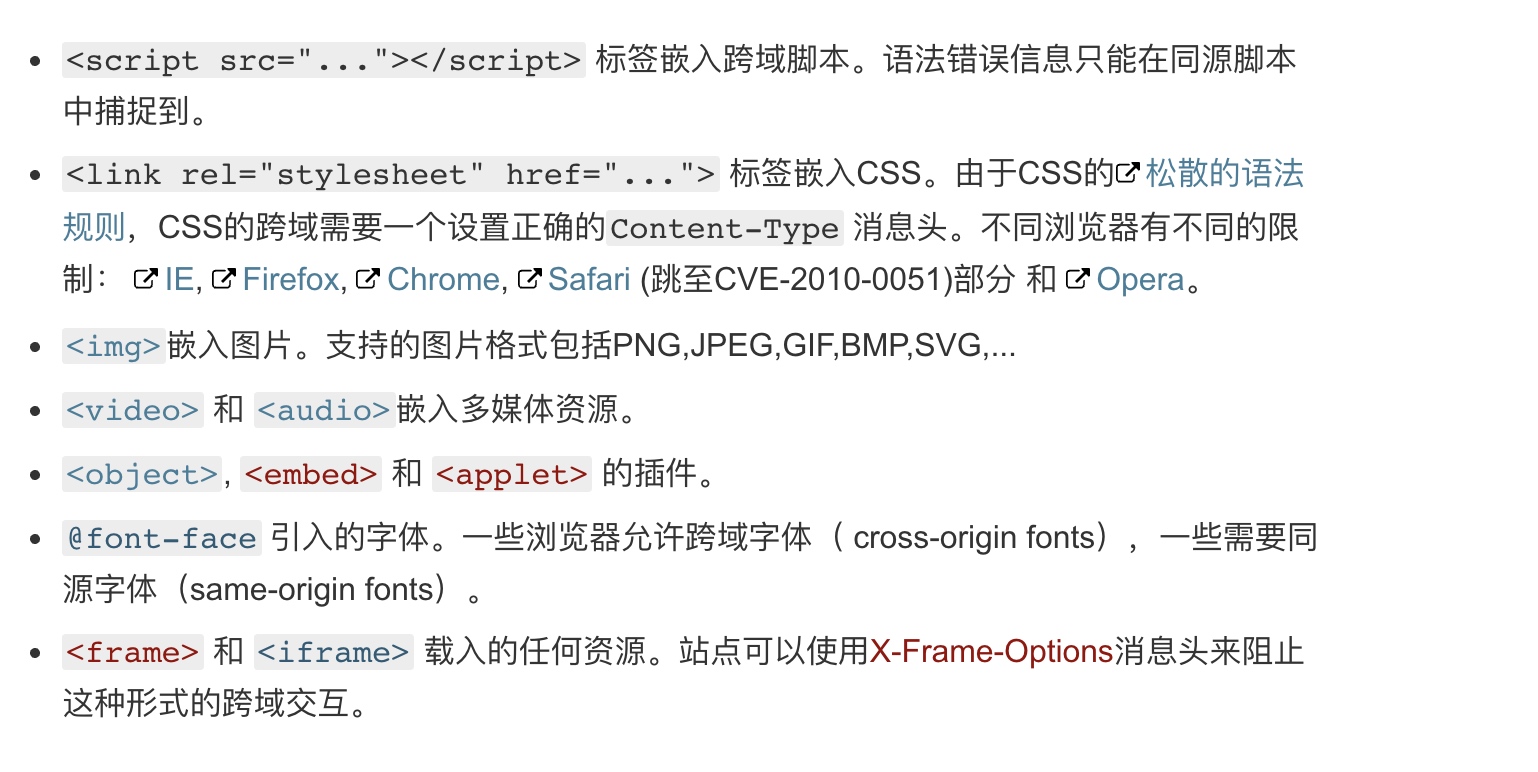 <script src="..."></script> 标签嵌入跨域脚本。语法错误信息只能在同源脚本
中捕捉到。
<link rel="stylesheet" href="..."> 标签嵌入CSS。由于CSS的松散的语法
规则，CSS的跨域需要一个设置正确的Content-Type 消息头。不同浏览器有不同的限
制： IE, Firefox, Chrome, Safari (跳至CVE-2010-0051)部分 和 Opera。
<img>嵌入图片。支持的图片格式包括PNG,JPEG,GIF,BMP,SVG,...
<video> 和 <audio>嵌入多媒体资源。
<object>, <embed> 和 <applet> 的插件。
@font-face 引入的字体。一些浏览器允许跨域字体（ cross-origin fonts），一些需要同
源字体（same-origin fonts）。
<frame> 和 <iframe> 载入的任何资源。站点可以使用X-Frame-Options消息头来阻止
这种形式的跨域交互。